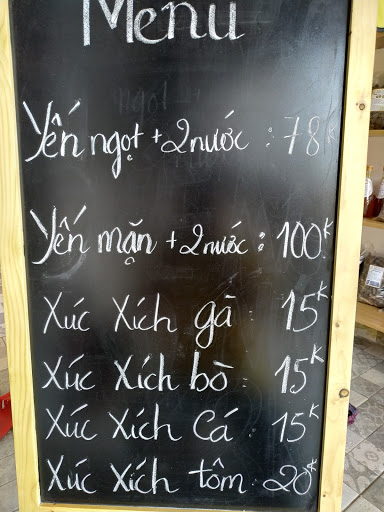 Menu
Yến ngọt + 2 nước : 78K
Yến mặn + 2 nước : 100K
Xúc Xích gà : 15K
Xúc Xích bò : 15K
Xúc Xích Cá : 15K
Xúc Xích tôm : 20K